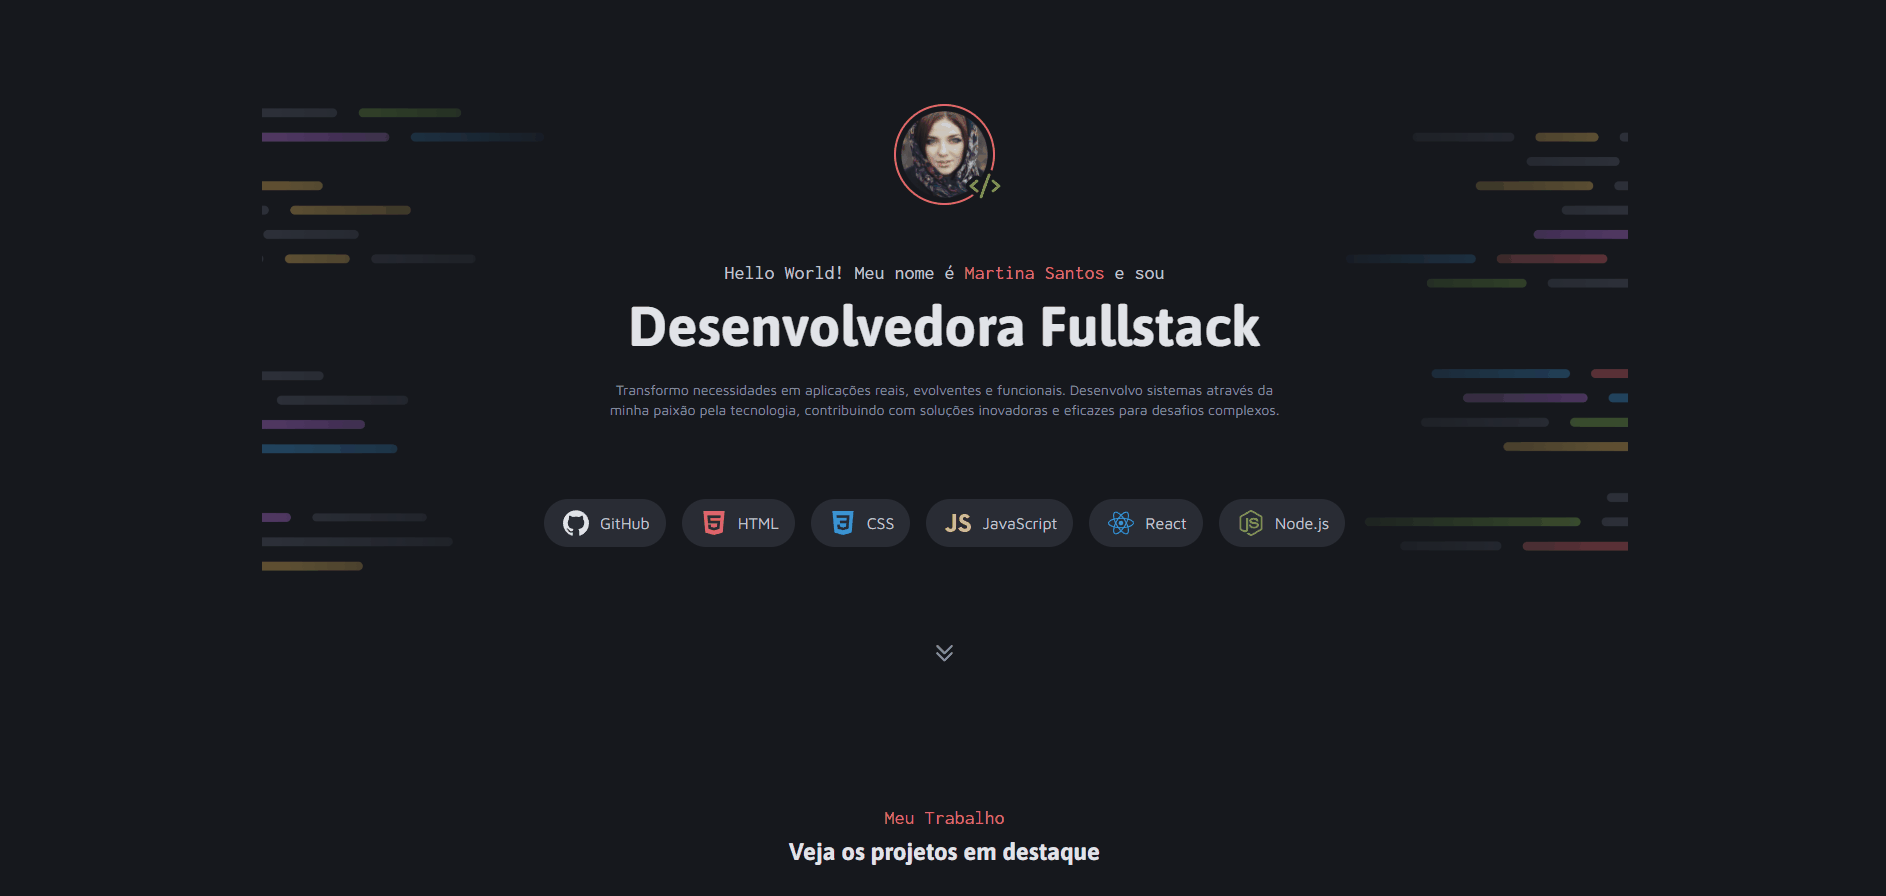 </>
Hello World! Meu nome é Martina Santos e sou
Desenvolvedora Fullstack
Transformo necessidades em aplicações reais, evolventes e funcionais. Desenvolvo sistemas através da
minha paixão pela tecnologia, contribuindo com soluções inovadoras e eficazes para desafios complexos.
GitHub HTML CSS JS JavaScript React JS Node.js
Meu Trabalho
Veja os projetos em destaque